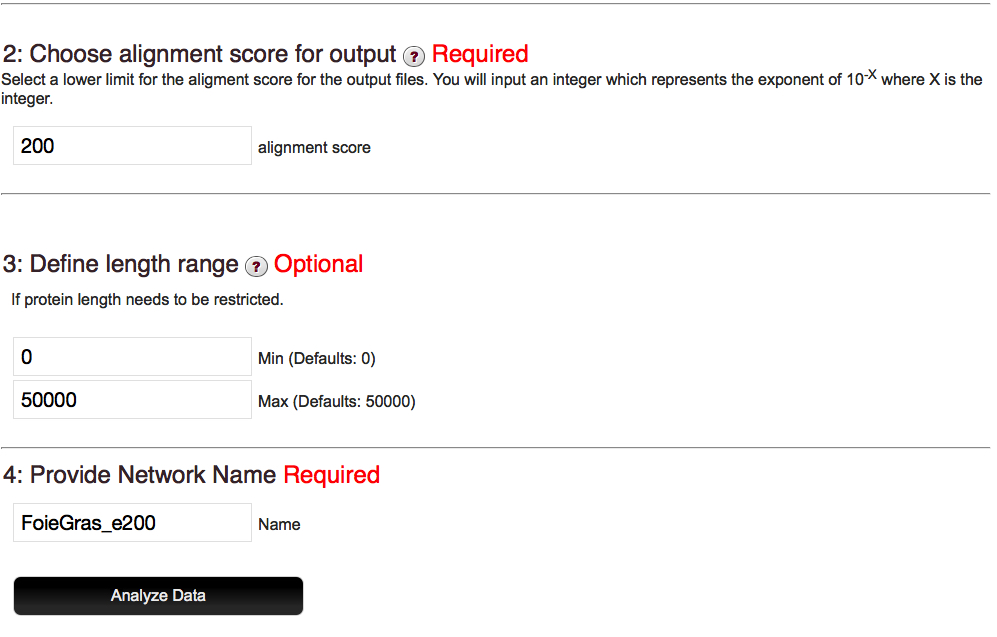 2: Choose alignment score for output ? Required
Select a lower limit for the aligment score for the output files. You will input an integer which represents the exponent of 10-X where X is the
integer.
200 alignment score
3: Define length range ? Optional
If protein length needs to be restricted.
0 Min (Defaults: 0)
50000 Max (Defaults: 50000)
4: Provide Network Name Required
FoieGras_e200 Name
Analyze Data